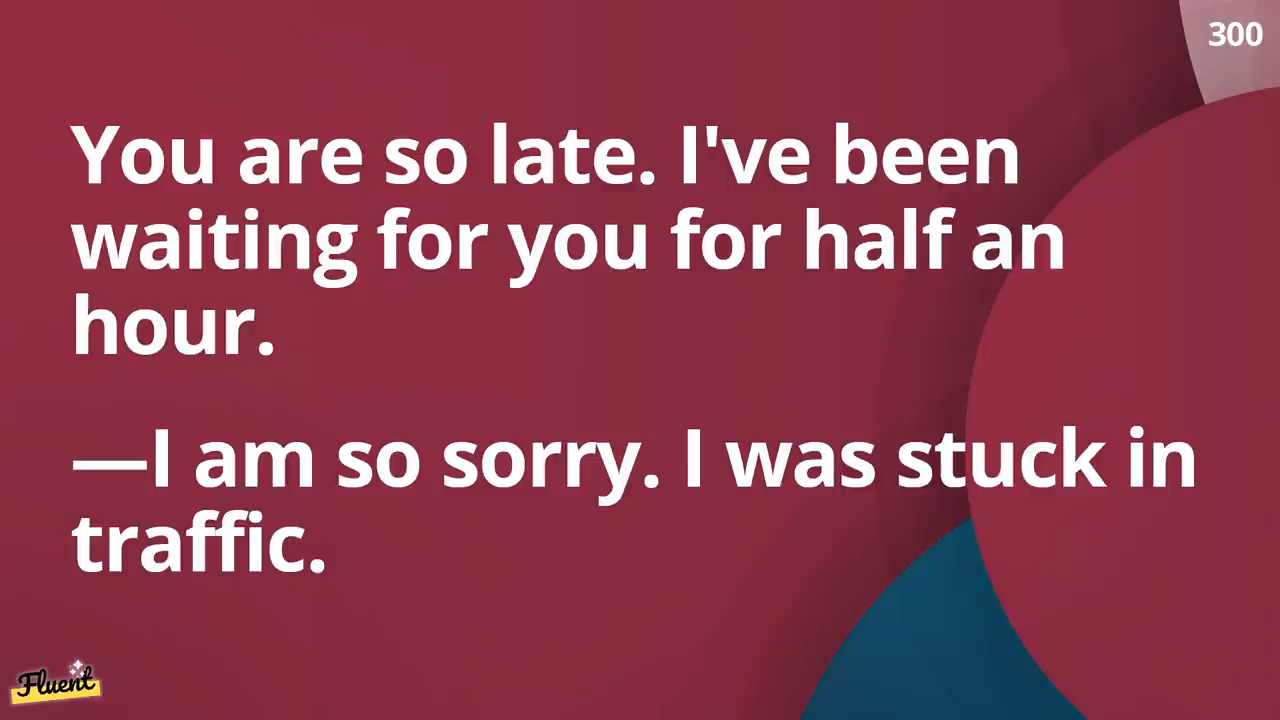 300
You are so late. I've been
waiting for you for half an
hour.
—I am so sorry. I was stuck in
traffic.
Fluent